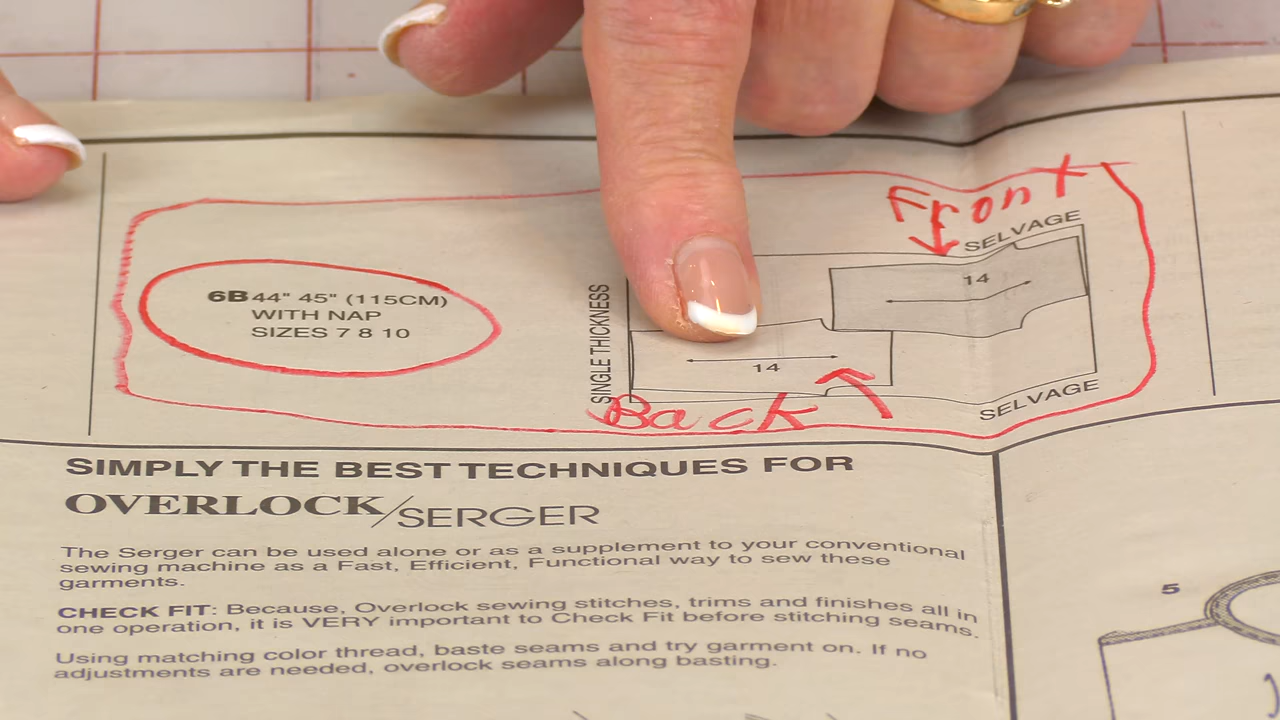 Front
SELVAGE
6B 44" 45" (115CM)
WITH NAP
SIZES 7 8 10
SINGLE THICKNESS
14
14
Back
SELVAGE
SIMPLY THE BEST TECHNIQUES FOR
OVERLOCK/SERGER
The Serger can be used alone or as a supplement to your conventional
sewing machine as a Fast, Efficient, Functional way to sew these
garments.
CHECK FIT: Because, Overlock sewing stitches, trims and finishes all in
one operation, it is VERY important to Check Fit before stitching seams.
Using matching color thread, baste seams and try garment on. If no
adjustments are needed, overlock seams along basting.
5